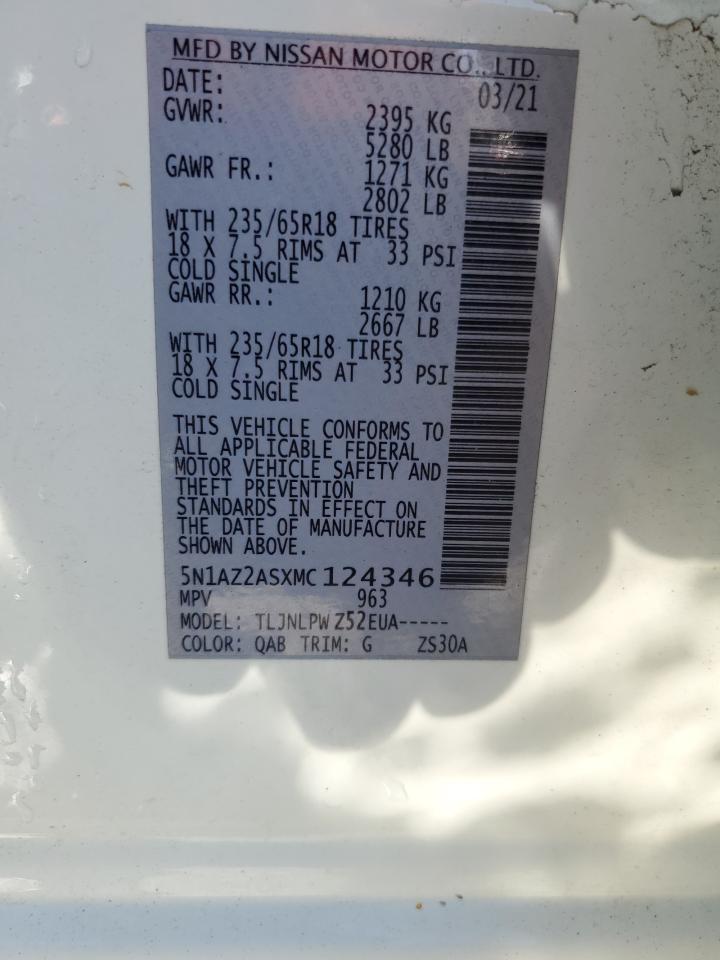 MFD BY NISSAN MOTOR CO., LTD.
DATE: 03/21
GVWR: 2395 KG
5280 LB
GAWR FR.: 1271 KG
2802 LB
WITH 235/65R18 TIRES
18 X 7.5 RIMS AT 33 PSI
COLD SINGLE
GAWR RR.: 1210 KG
2667 LB
WITH 235/65R18 TIRES
18 X 7.5 RIMS AT 33 PSI
COLD SINGLE
THIS VEHICLE CONFORMS TO
ALL APPLICABLE FEDERAL
MOTOR VEHICLE SAFETY AND
THEFT PREVENTION
STANDARDS IN EFFECT ON
THE DATE OF MANUFACTURE
SHOWN ABOVE.
5N1AZ2ASXMC124346
MPV 963
MODEL: TLJNLPW Z52EUA-----
COLOR: QAB TRIM: G ZS30A